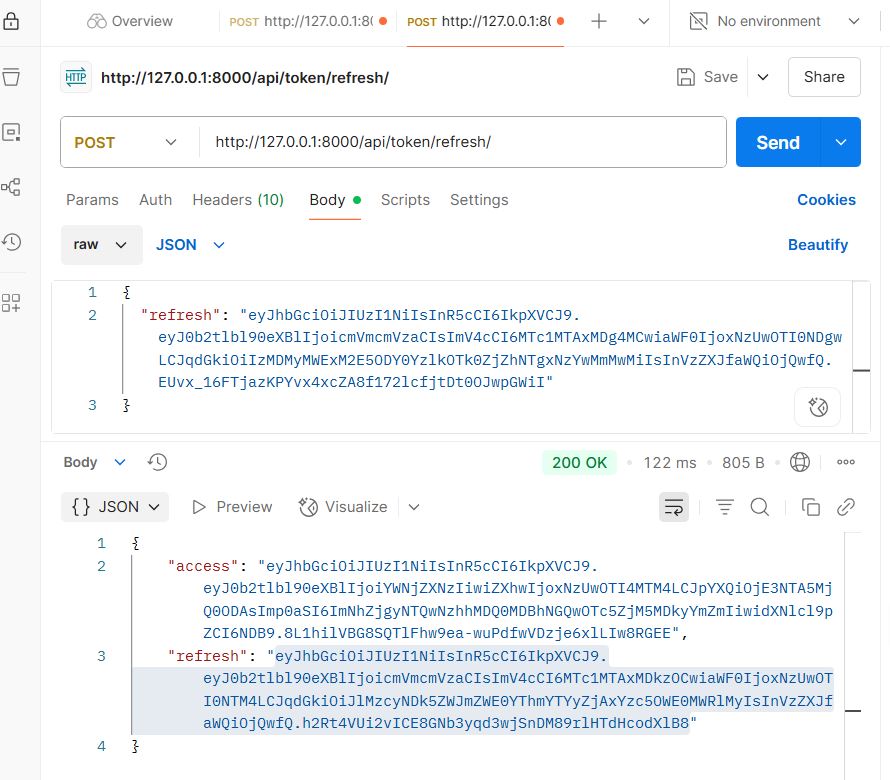 Overview
POST http://127.0.0.1:80
POST http://127.0.0.1:80
No environment
HTTP
http://127.0.0.1:8000/api/token/refresh/
Save
Share
POST
http://127.0.0.1:8000/api/token/refresh/
Send
Params Auth Headers (10) Body Scripts Settings
Cookies
raw
JSON
Beautify
1 {
2 "refresh": "eyJhbGciOiJIUzI1NiIsInR5cCI6IkpXVCJ9.
eyJ0b2tlbl90eXBlIjoicmVmcmVzaCIsImV4cCI6MTc1MTAxMDg4MCwiaWF0IjoxNzUwOTI0NDgw
LCJqdGkiOiIzMDMyMWExM2E5ODY0YzlkOTk0ZjZhNTgxNzYwMmMwMiIsInVzZXJfaWQiOjQwfQ.
EUvx_16FTjazKPYvx4xcZA8f172lcfjtDt0OJwpGWiI"
3 }
Body
200 OK
122 ms
805 B
{} JSON
Preview
Visualize
1 {
2 "access": "eyJhbGciOiJIUzI1NiIsInR5cCI6IkpXVCJ9.
eyJ0b2tlbl90eXBlIjoiYWNjZXNzIiwiZXhwIjoxNzUwOTI4MTM4LCJpYXQiOjE3NTA5Mj
Q0ODAsImp0aSI6ImNhZjgyNTQwNzhhMDQ0MDBhNGQwOTc5ZjM5MDkyYmZmIiwidXNlcl9p
ZCI6NDB9.8L1hilVBG8SQTlFhw9ea-wuPdfwVDzje6xlLIw8RGEE",
3 "refresh": "eyJhbGciOiJIUzI1NiIsInR5cCI6IkpXVCJ9.
eyJ0b2tlbl90eXBlIjoicmVmcmVzaCIsImV4cCI6MTc1MTAxMDkzOCwiaWF0IjoxNzUwOT
I0NTM4LCJqdGkiOiJlMzcyNDk5ZWJmZWE0YThmYTYyZjAxYzc5OWE0MWRlMyIsInVzZXJf
aWQiOjQwfQ.h2Rt4VUi2vICE8GNb3yqd3wjSnDM89rlHTdHcodXlB8"
4 }